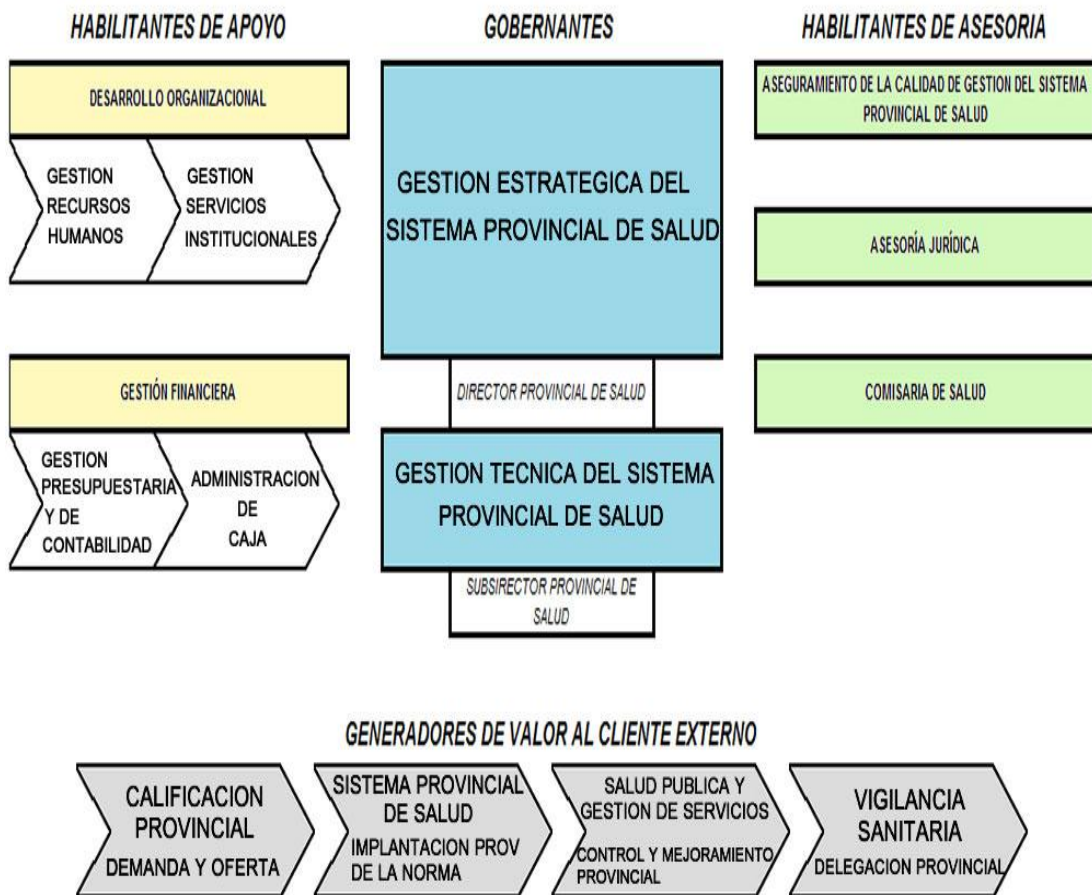 HABILITANTES DE APOYO
DESARROLLO ORGANIZACIONAL
GESTION
RECURSOS
HUMANOS
GESTION
SERVICIOS
INSTITUCIONALES
GESTIÓN FINANCIERA
GESTION
PRESUPUESTARIA
Y DE
CONTABILIDAD
ADMINISTRACION
DE
CAJA
GOBERNANTES
GESTION ESTRATEGICA DEL
SISTEMA PROVINCIAL DE SALUD
DIRECTOR PROVINCIAL DE SALUD
GESTION TECNICA DEL SISTEMA
PROVINCIAL DE SALUD
SUBSIRECTOR PROVINCIAL DE
SALUD
HABILITANTES DE ASESORIA
ASEGURAMIENTO DE LA CALIDAD DE GESTION DEL SISTEMA
PROVINCIAL DE SALUD
ASESORÍA JURÍDICA
COMISARIA DE SALUD
GENERADORES DE VALOR AL CLIENTE EXTERNO
CALIFICACION
PROVINCIAL
DEMANDA Y OFERTA
SISTEMA PROVINCIAL
DE SALUD
IMPLANTACION PROV
DE LA NORMA
SALUD PUBLICA Y
GESTION DE SERVICIOS
CONTROL Y MEJORAMIENTO
PROVINCIAL
VIGILANCIA
SANITARIA
DELEGACION PROVINCIAL